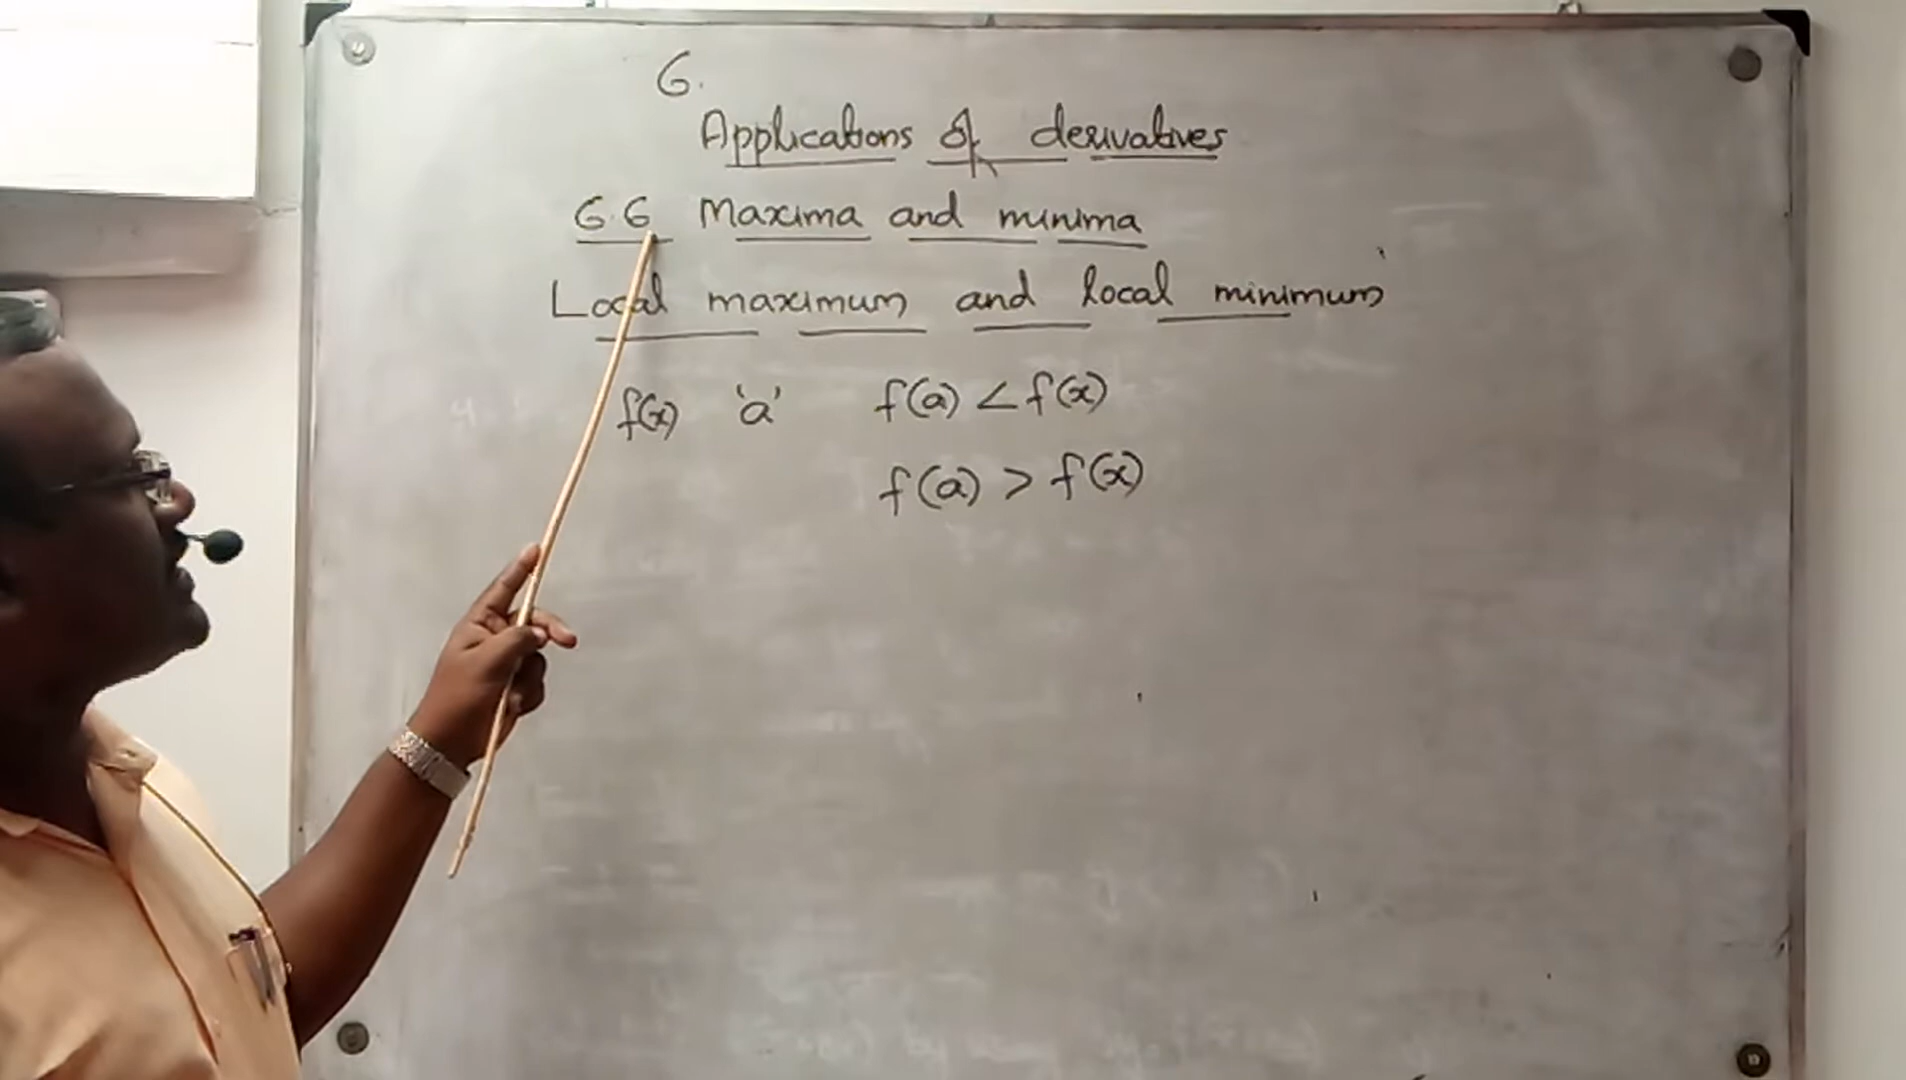 6.
Applications of derivatives
6.6 Maxima and minima
Local maximum and local minimum
f(x) 'a' f(a) < f(x)
f(a) > f(x)